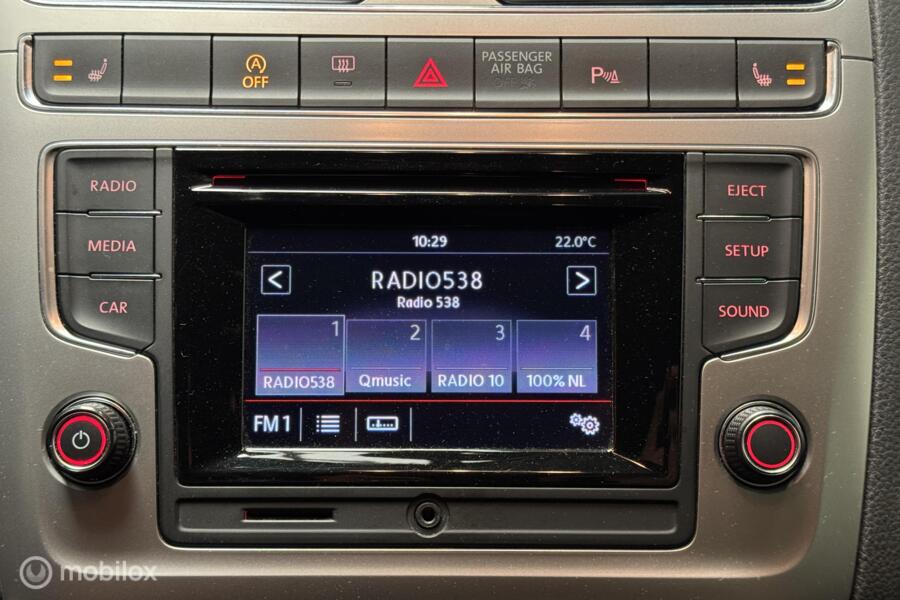 OFF
PASSENGER
AIR BAG
P
RADIO
MEDIA
CAR
EJECT
SETUP
SOUND
10:29 22.0°C
< RADIO538 >
Radio 538
1 2 3 4
RADIO538 Qmusic RADIO 10 100% NL
FM1
mobilox